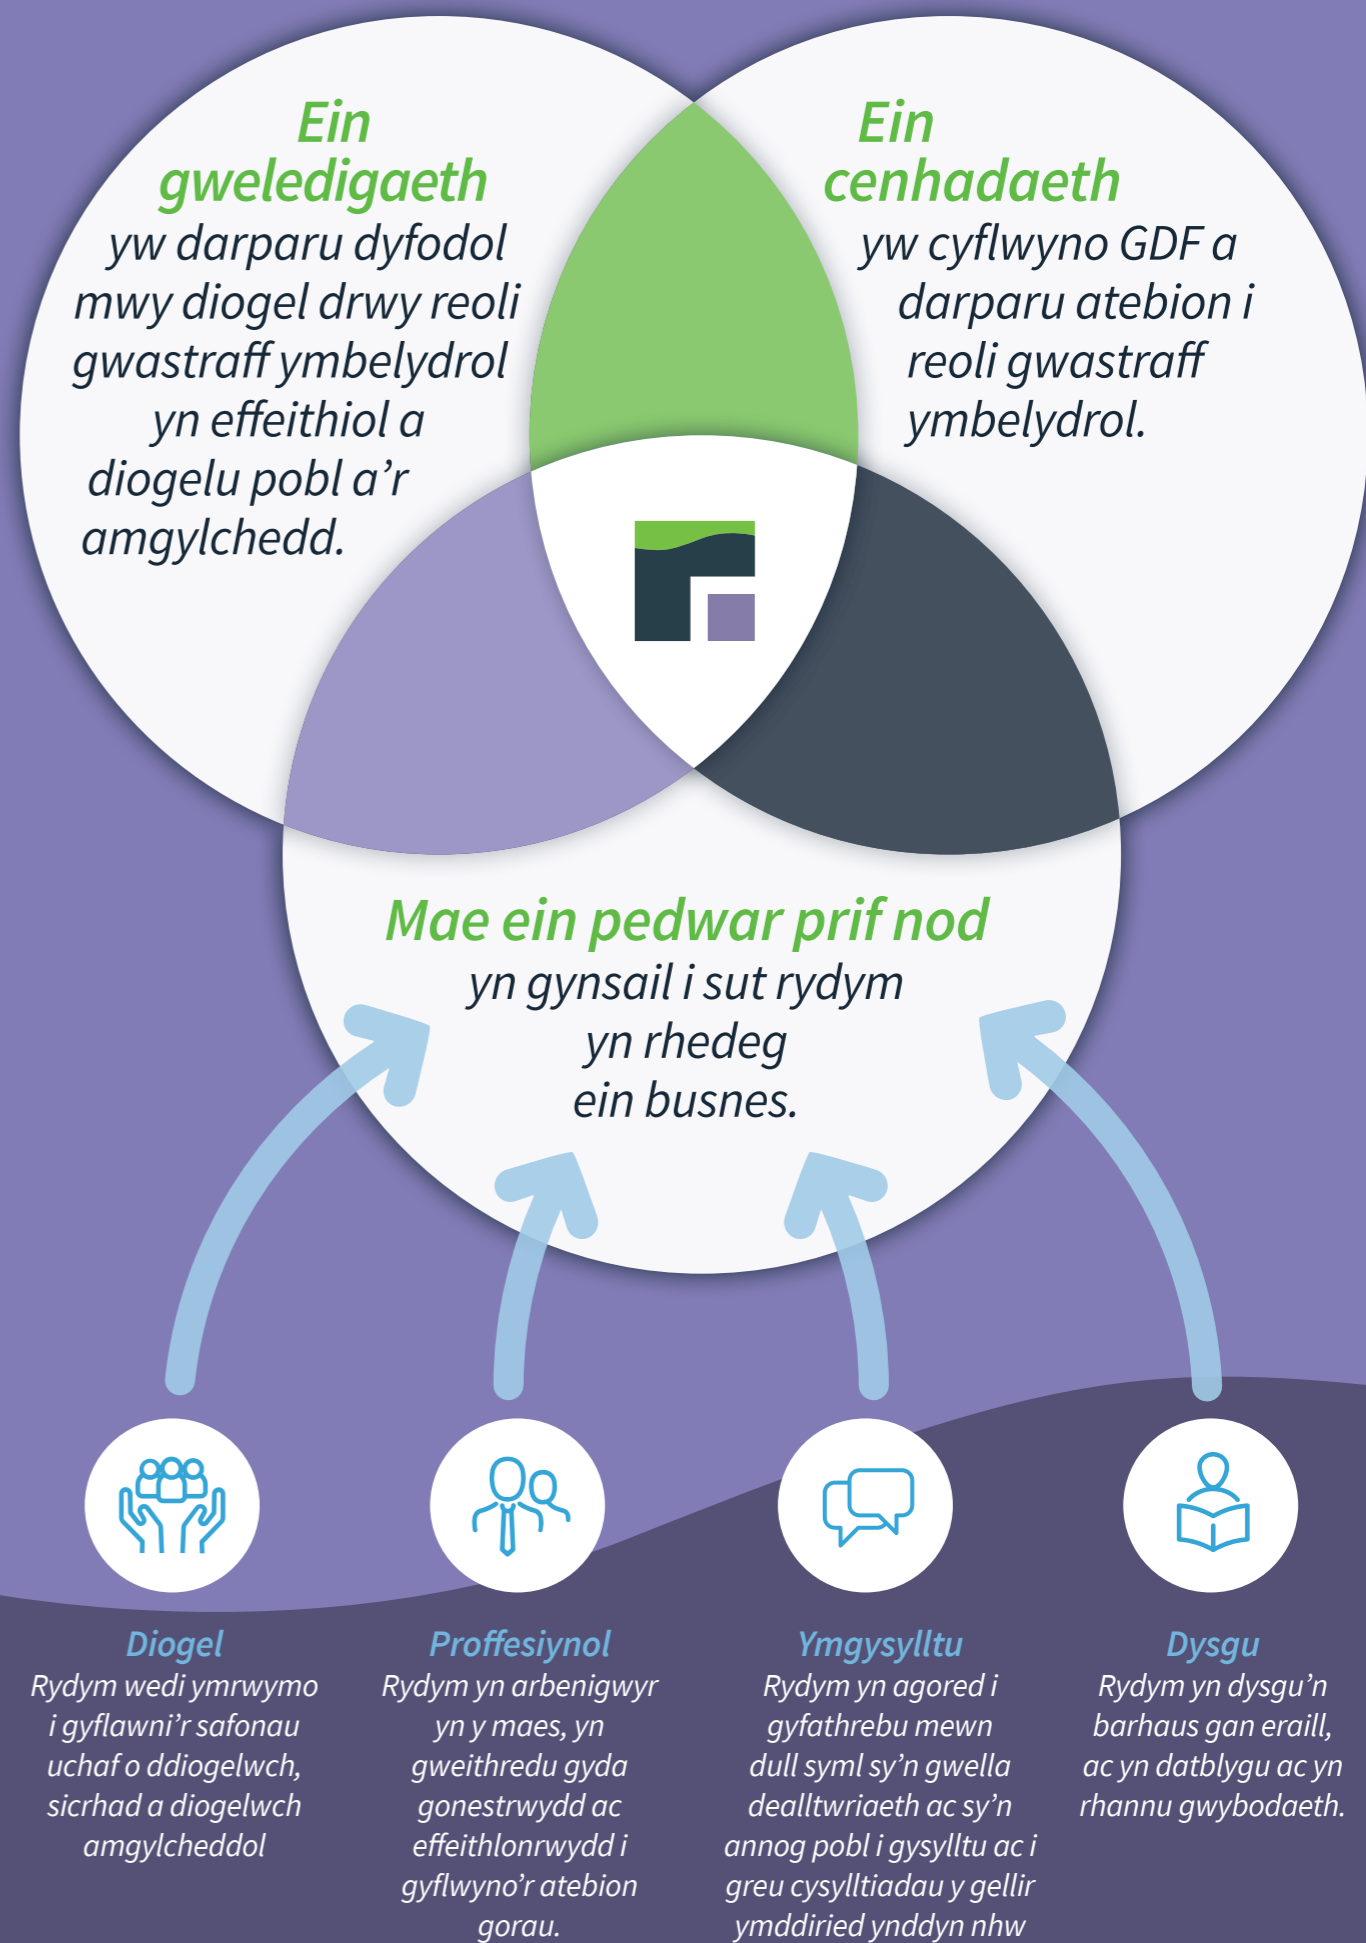 Ein
gweledigaeth
yw darparu dyfodol
mwy diogel drwy reoli
gwastraff ymbelydrol
yn effeithiol a
diogelu pobl a’r
amgylchedd.
Ein
cenhadaeth
yw cyflwyno GDF a
darparu atebion i
reoli gwastraff
ymbelydrol.
Mae ein pedwar prif nod
yn gynsail i sut rydym
yn rhedeg
ein busnes.
Diogel
Rydym wedi ymrwymo
i gyflawni’r safonau
uchaf o ddiogelwch,
sicrhad a diogelwch
amgylcheddol
Proffesiynol
Rydym yn arbenigwyr
yn y maes, yn
gweithredu gyda
gonestrwydd ac
effeithlonrwydd i
gyflwyno’r atebion
gorau.
Ymgysylltu
Rydym yn agored i
gyfathrebu mewn
dull syml sy’n gwella
dealltwriaeth ac sy’n
annog pobl i gysylltu ac i
greu cysylltiadau y gellir
ymddiried ynddyn nhw
Dysgu
Rydym yn dysgu’n
barhaus gan eraill,
ac yn datblygu ac yn
rhannu gwybodaeth.